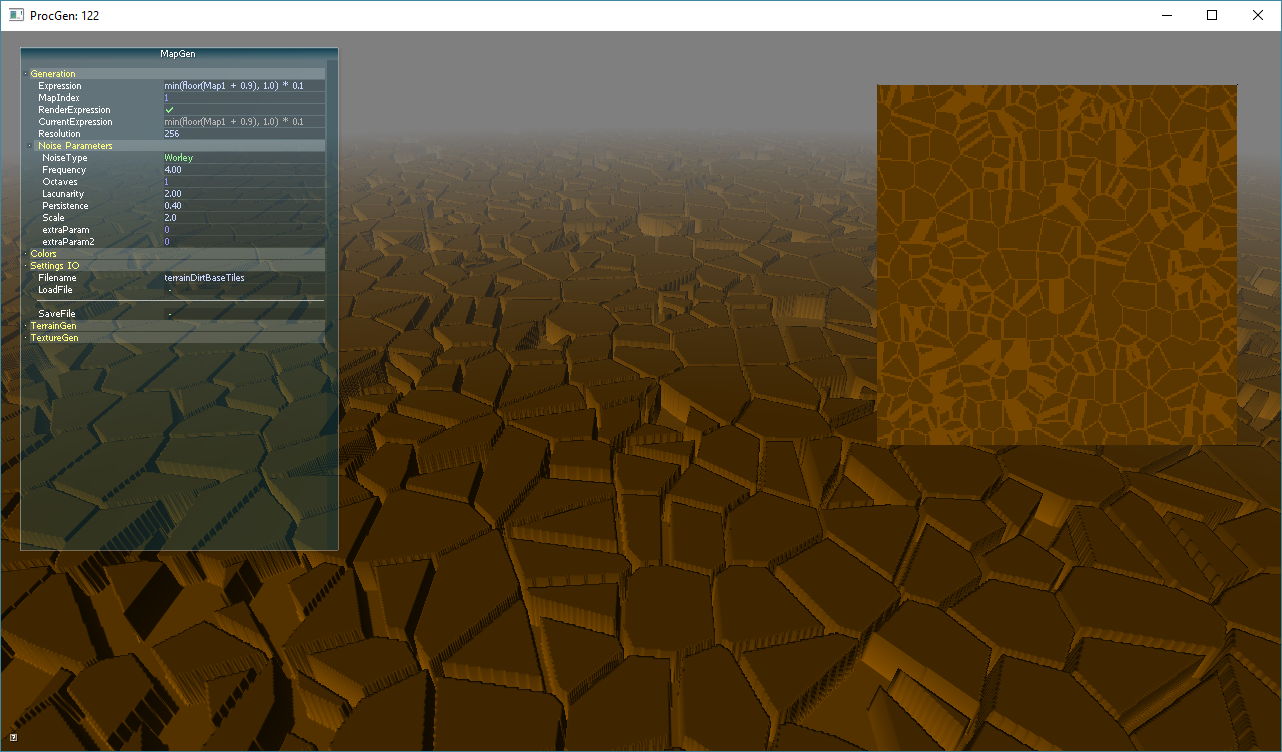 ProcGen: 122
MapGen
Generation
Expression min(floor(Map1 + 0.9), 1.0) * 0.1
MapIndex 1
RenderExpression ✓
CurrentExpression min(floor(Map1 + 0.9), 1.0) * 0.1
Resolution 256
Noise Parameters
NoiseType Worley
Frequency 4.00
Octaves 1
Lacunarity 2.00
Persistence 0.40
Scale 2.0
extraParam 0
extraParam2 0
Colors
Settings IO
Filename terrainDirtBaseTiles
LoadFile -
SaveFile -
TerrainGen
TextureGen
?